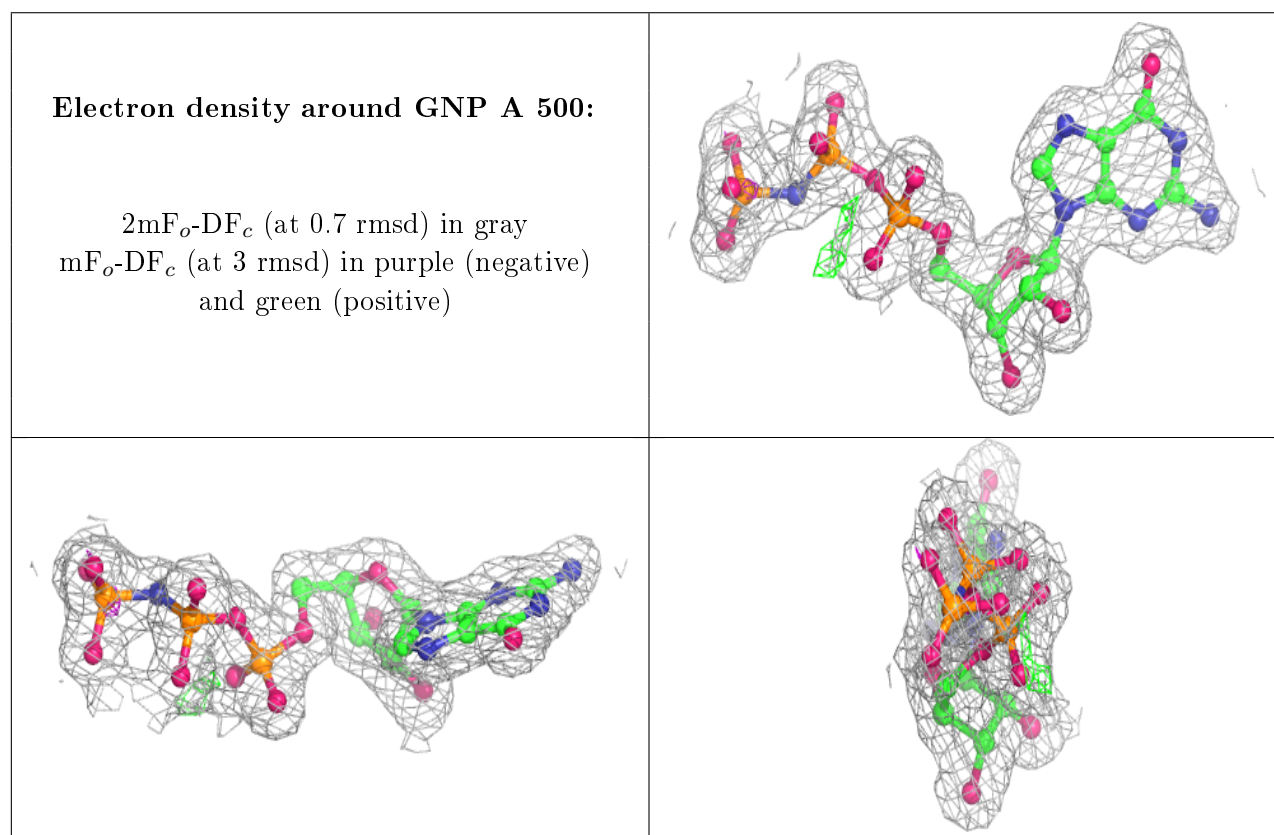 Electron density around GNP A 500:
2mFo-DFc (at 0.7 rmsd) in gray
mFo-DFc (at 3 rmsd) in purple (negative)
and green (positive)